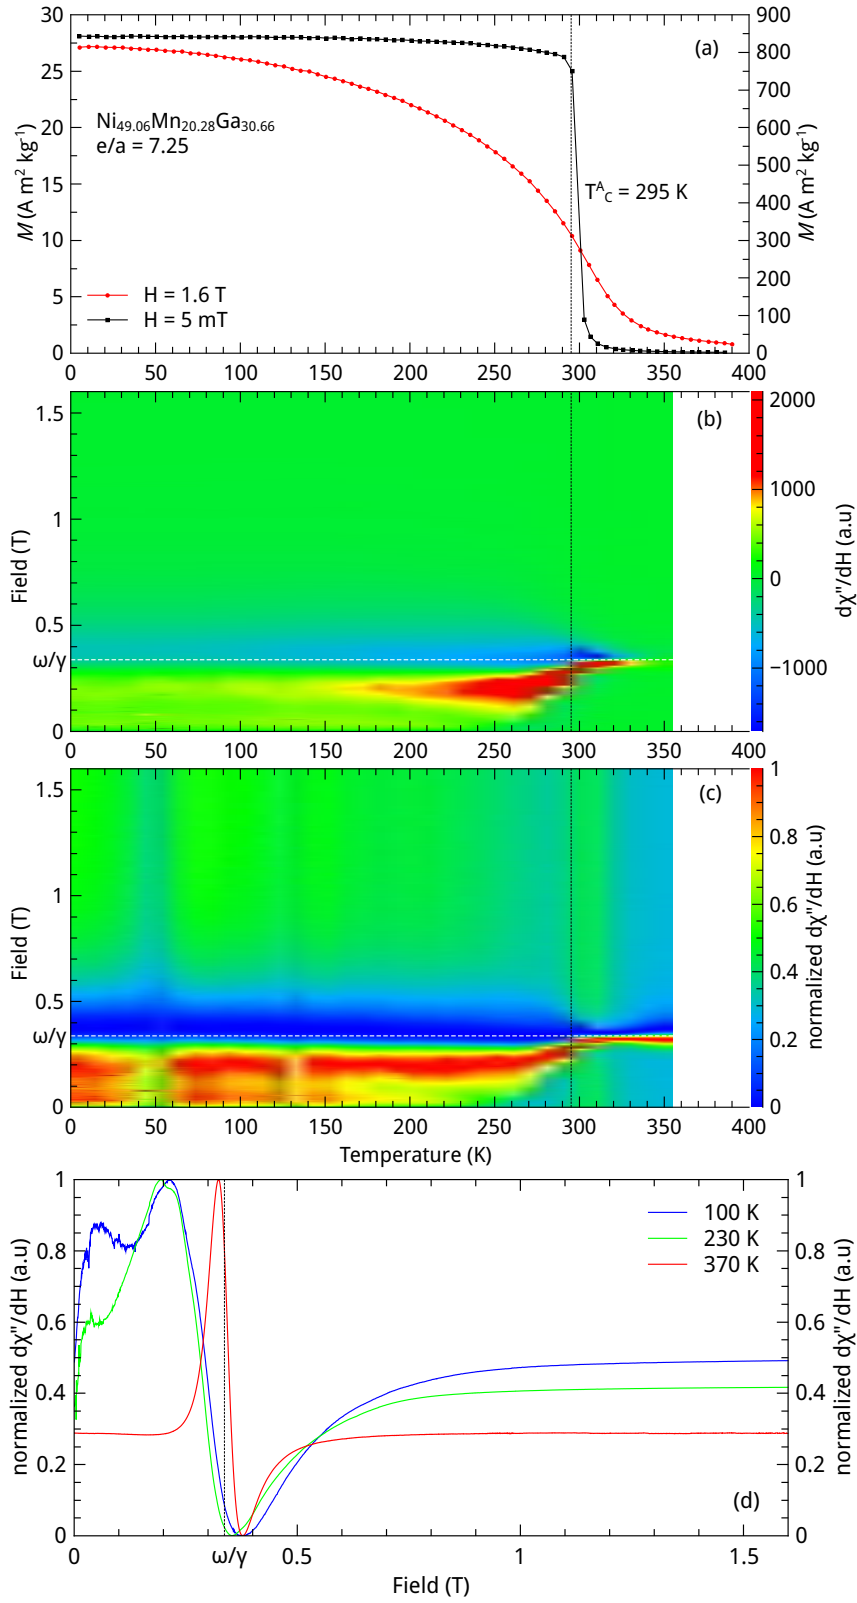 30
25
20
15
10
5
0
M (A m² kg⁻¹)
900
800
700
600
500
400
300
200
100
0
M (A m² kg⁻¹)
(a)
Ni₄₉.₀₆Mn₂₀.₂₈Ga₃₀.₆₆
e/a = 7.25
Tᴬ_C = 295 K
H = 1.6 T
H = 5 mT
0 50 100 150 200 250 300 350 400
1.5
1
0.5
ω/γ
0
Field (T)
(b)
2000
1000
0
−1000
dχ"/dH (a.u)
0 50 100 150 200 250 300 350 400
1.5
1
0.5
ω/γ
0
Field (T)
(c)
1
0.8
0.6
0.4
0.2
0
normalized dχ"/dH (a.u)
0 50 100 150 200 250 300 350 400
Temperature (K)
1
0.8
0.6
0.4
0.2
0
normalized dχ"/dH (a.u)
100 K
230 K
370 K
1
0.8
0.6
0.4
0.2
0
normalized dχ"/dH (a.u)
(d)
0 ω/γ 0.5 1 1.5
Field (T)